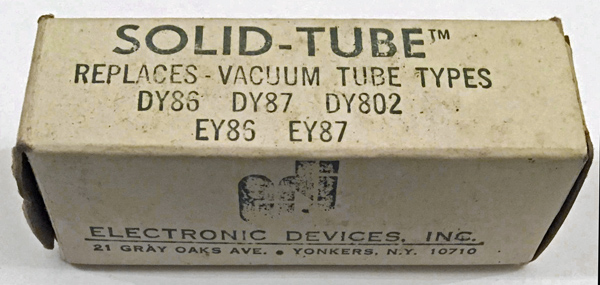 SOLID-TUBE™
REPLACES - VACUUM TUBE TYPES
DY86 DY87 DY802
EY86 EY87
edi
ELECTRONIC DEVICES, INC.
21 GRAY OAKS AVE. • YONKERS, N.Y. 10710